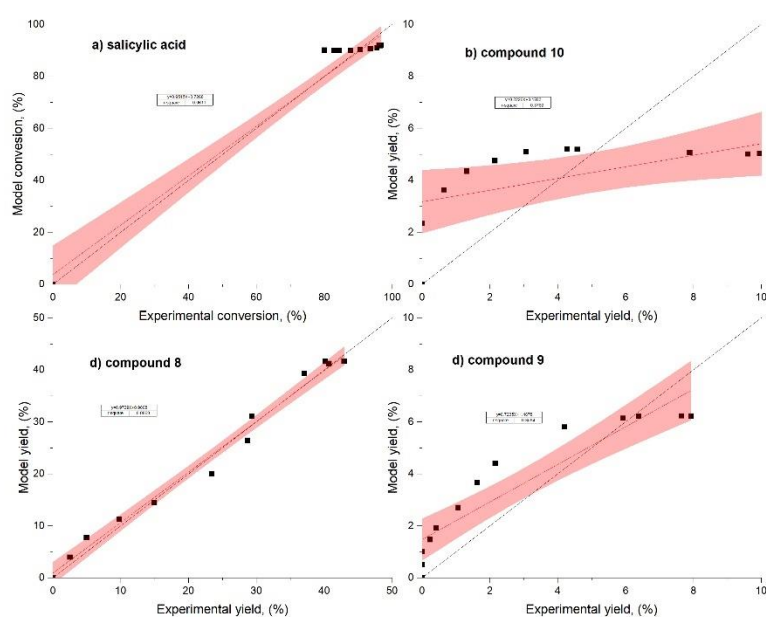 a) salicylic acid
Model convesion, (%)
100
80
60
40
20
0
0 20 40 60 80 100
Experimental conversion, (%)
b) compound 10
Model yield, (%)
10
8
6
4
2
0
0 2 4 6 8 10
Experimental yield, (%)
d) compound 8
Model yield, (%)
50
40
30
20
10
0
0 10 20 30 40 50
Experimental yield, (%)
d) compound 9
Model yield, (%)
10
8
6
4
2
0
0 2 4 6 8 10
Experimental yield, (%)